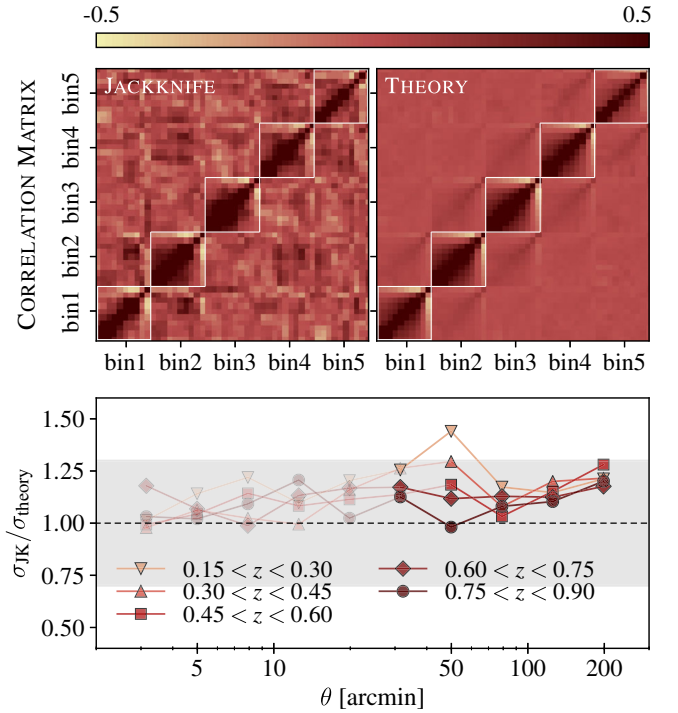 -0.5 0.5
JACKKNIFE THEORY
CORRELATION MATRIX
bin5
bin4
bin3
bin2
bin1
bin1 bin2 bin3 bin4 bin5 bin1 bin2 bin3 bin4 bin5
1.50
1.25
1.00
0.75
0.50
σJK/σtheory
0.15 < z < 0.30
0.30 < z < 0.45
0.45 < z < 0.60
0.60 < z < 0.75
0.75 < z < 0.90
5 10 50 100 200
θ [arcmin]